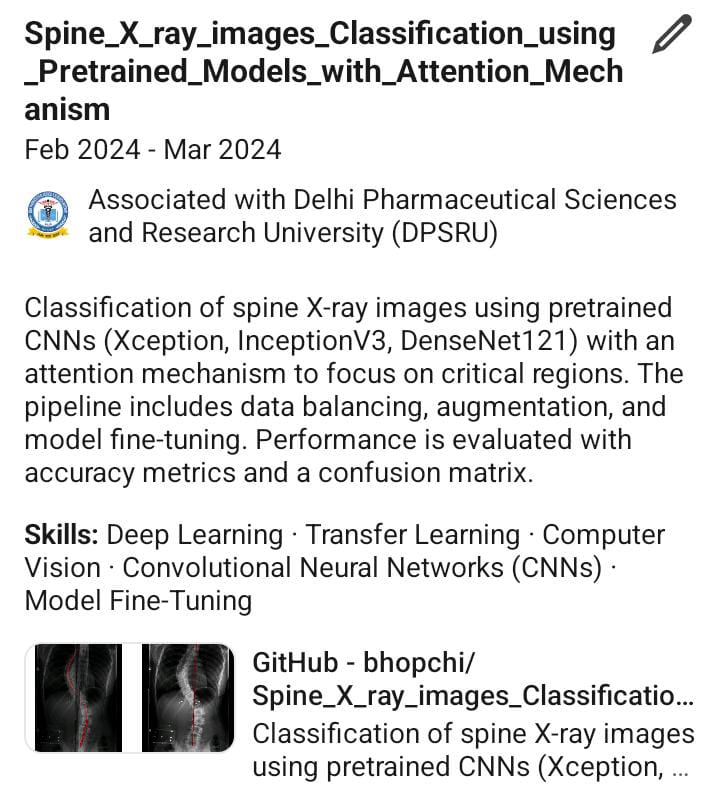 Spine_X_ray_images_Classification_using
_Pretrained_Models_with_Attention_Mech
anism
Feb 2024 - Mar 2024
Associated with Delhi Pharmaceutical Sciences
and Research University (DPSRU)
Classification of spine X-ray images using pretrained
CNNs (Xception, InceptionV3, DenseNet121) with an
attention mechanism to focus on critical regions. The
pipeline includes data balancing, augmentation, and
model fine-tuning. Performance is evaluated with
accuracy metrics and a confusion matrix.
Skills: Deep Learning · Transfer Learning · Computer
Vision · Convolutional Neural Networks (CNNs) ·
Model Fine-Tuning
GitHub - bhopchi/
Spine_X_ray_images_Classificatio...
Classification of spine X-ray images
using pretrained CNNs (Xception, ...